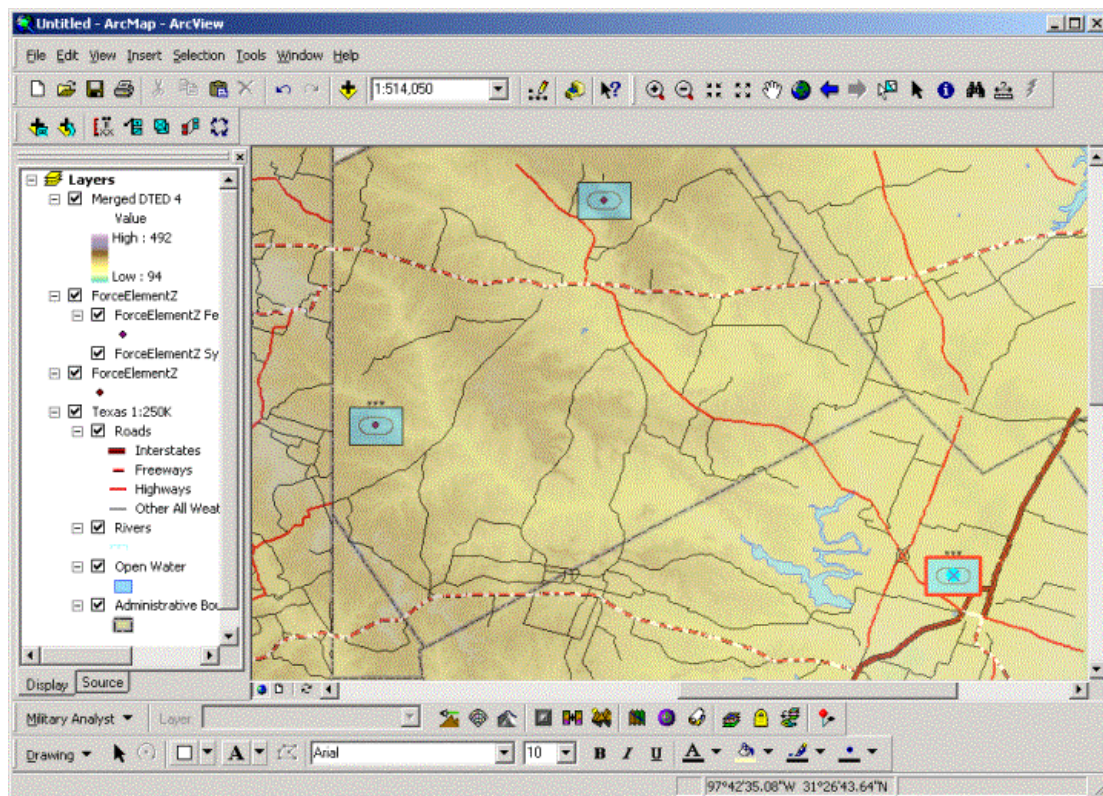 Untitled - ArcMap - ArcView
File Edit View Insert Selection Tools Window Help
1:514,050
Layers
Merged DTED 4
Value
High : 492
Low : 94
ForceElementZ
ForceElementZ Fe
ForceElementZ Sy
ForceElementZ
Texas 1:250K
Roads
Interstates
Freeways
Highways
Other All Weat
Rivers
Open Water
Administrative Bou
Display Source
Military Analyst Layer
Drawing A Arial 10 B I U A
97°42'35.08"W 31°26'43.64"N